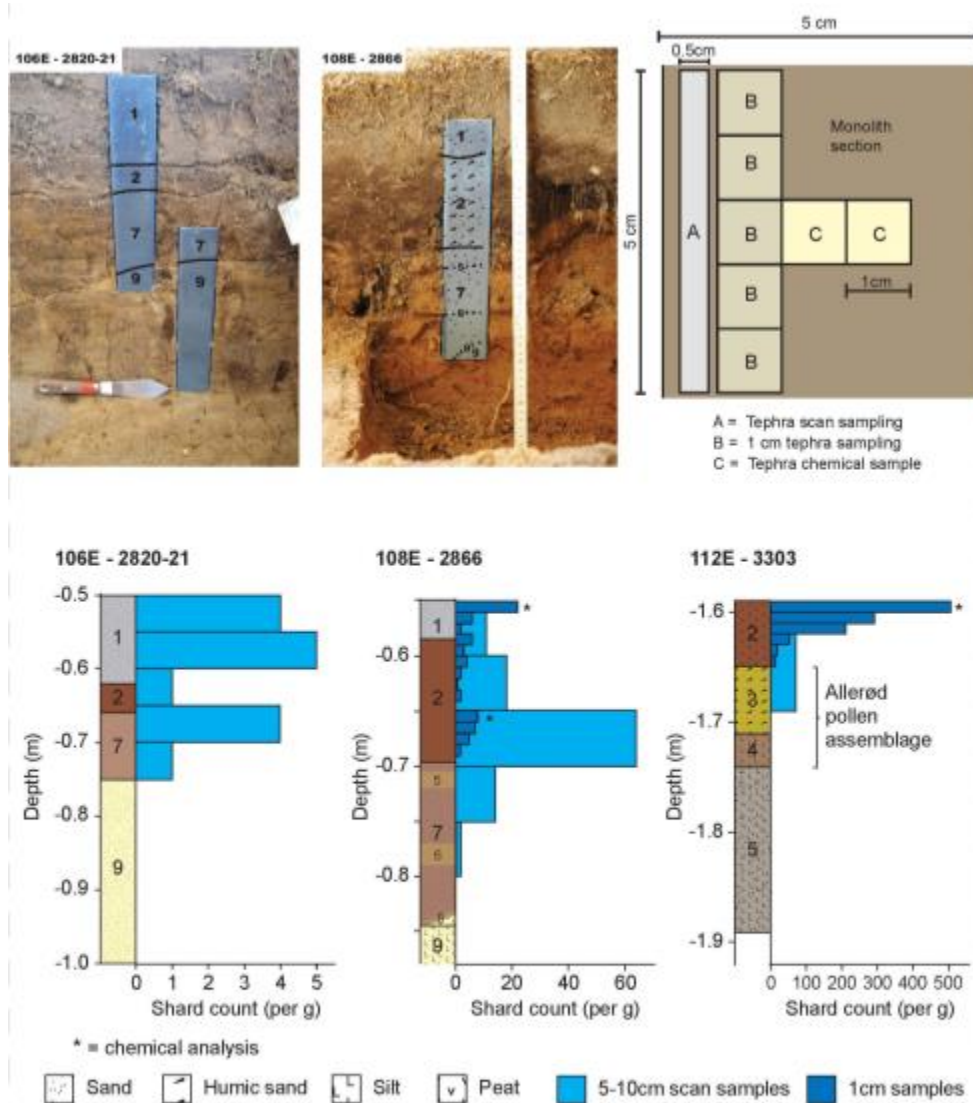 106E - 2820-21
1
2
7
9
7
9
108E - 2866
1
2
7
9
5 cm
0.5cm
5 cm
A
B
B
B
B
B
C
C
1cm
Monolith
section
A = Tephra scan sampling
B = 1 cm tephra sampling
C = Tephra chemical sample
106E - 2820-21
Depth (m)
-0.5
-0.6
-0.7
-0.8
-0.9
-1.0
1
2
7
9
0 1 2 3 4 5
Shard count (per g)
108E - 2866
Depth (m)
-0.6
-0.7
-0.8
1
2
5
7
6
9
*
*
0 20 40 60
Shard count (per g)
112E - 3303
Depth (m)
-1.6
-1.7
-1.8
-1.9
2
3
4
5
*
Allerød
pollen
assemblage
0 100 200 300 400 500
Shard count (per g)
* = chemical analysis
Sand Humic sand Silt Peat 5-10cm scan samples 1cm samples